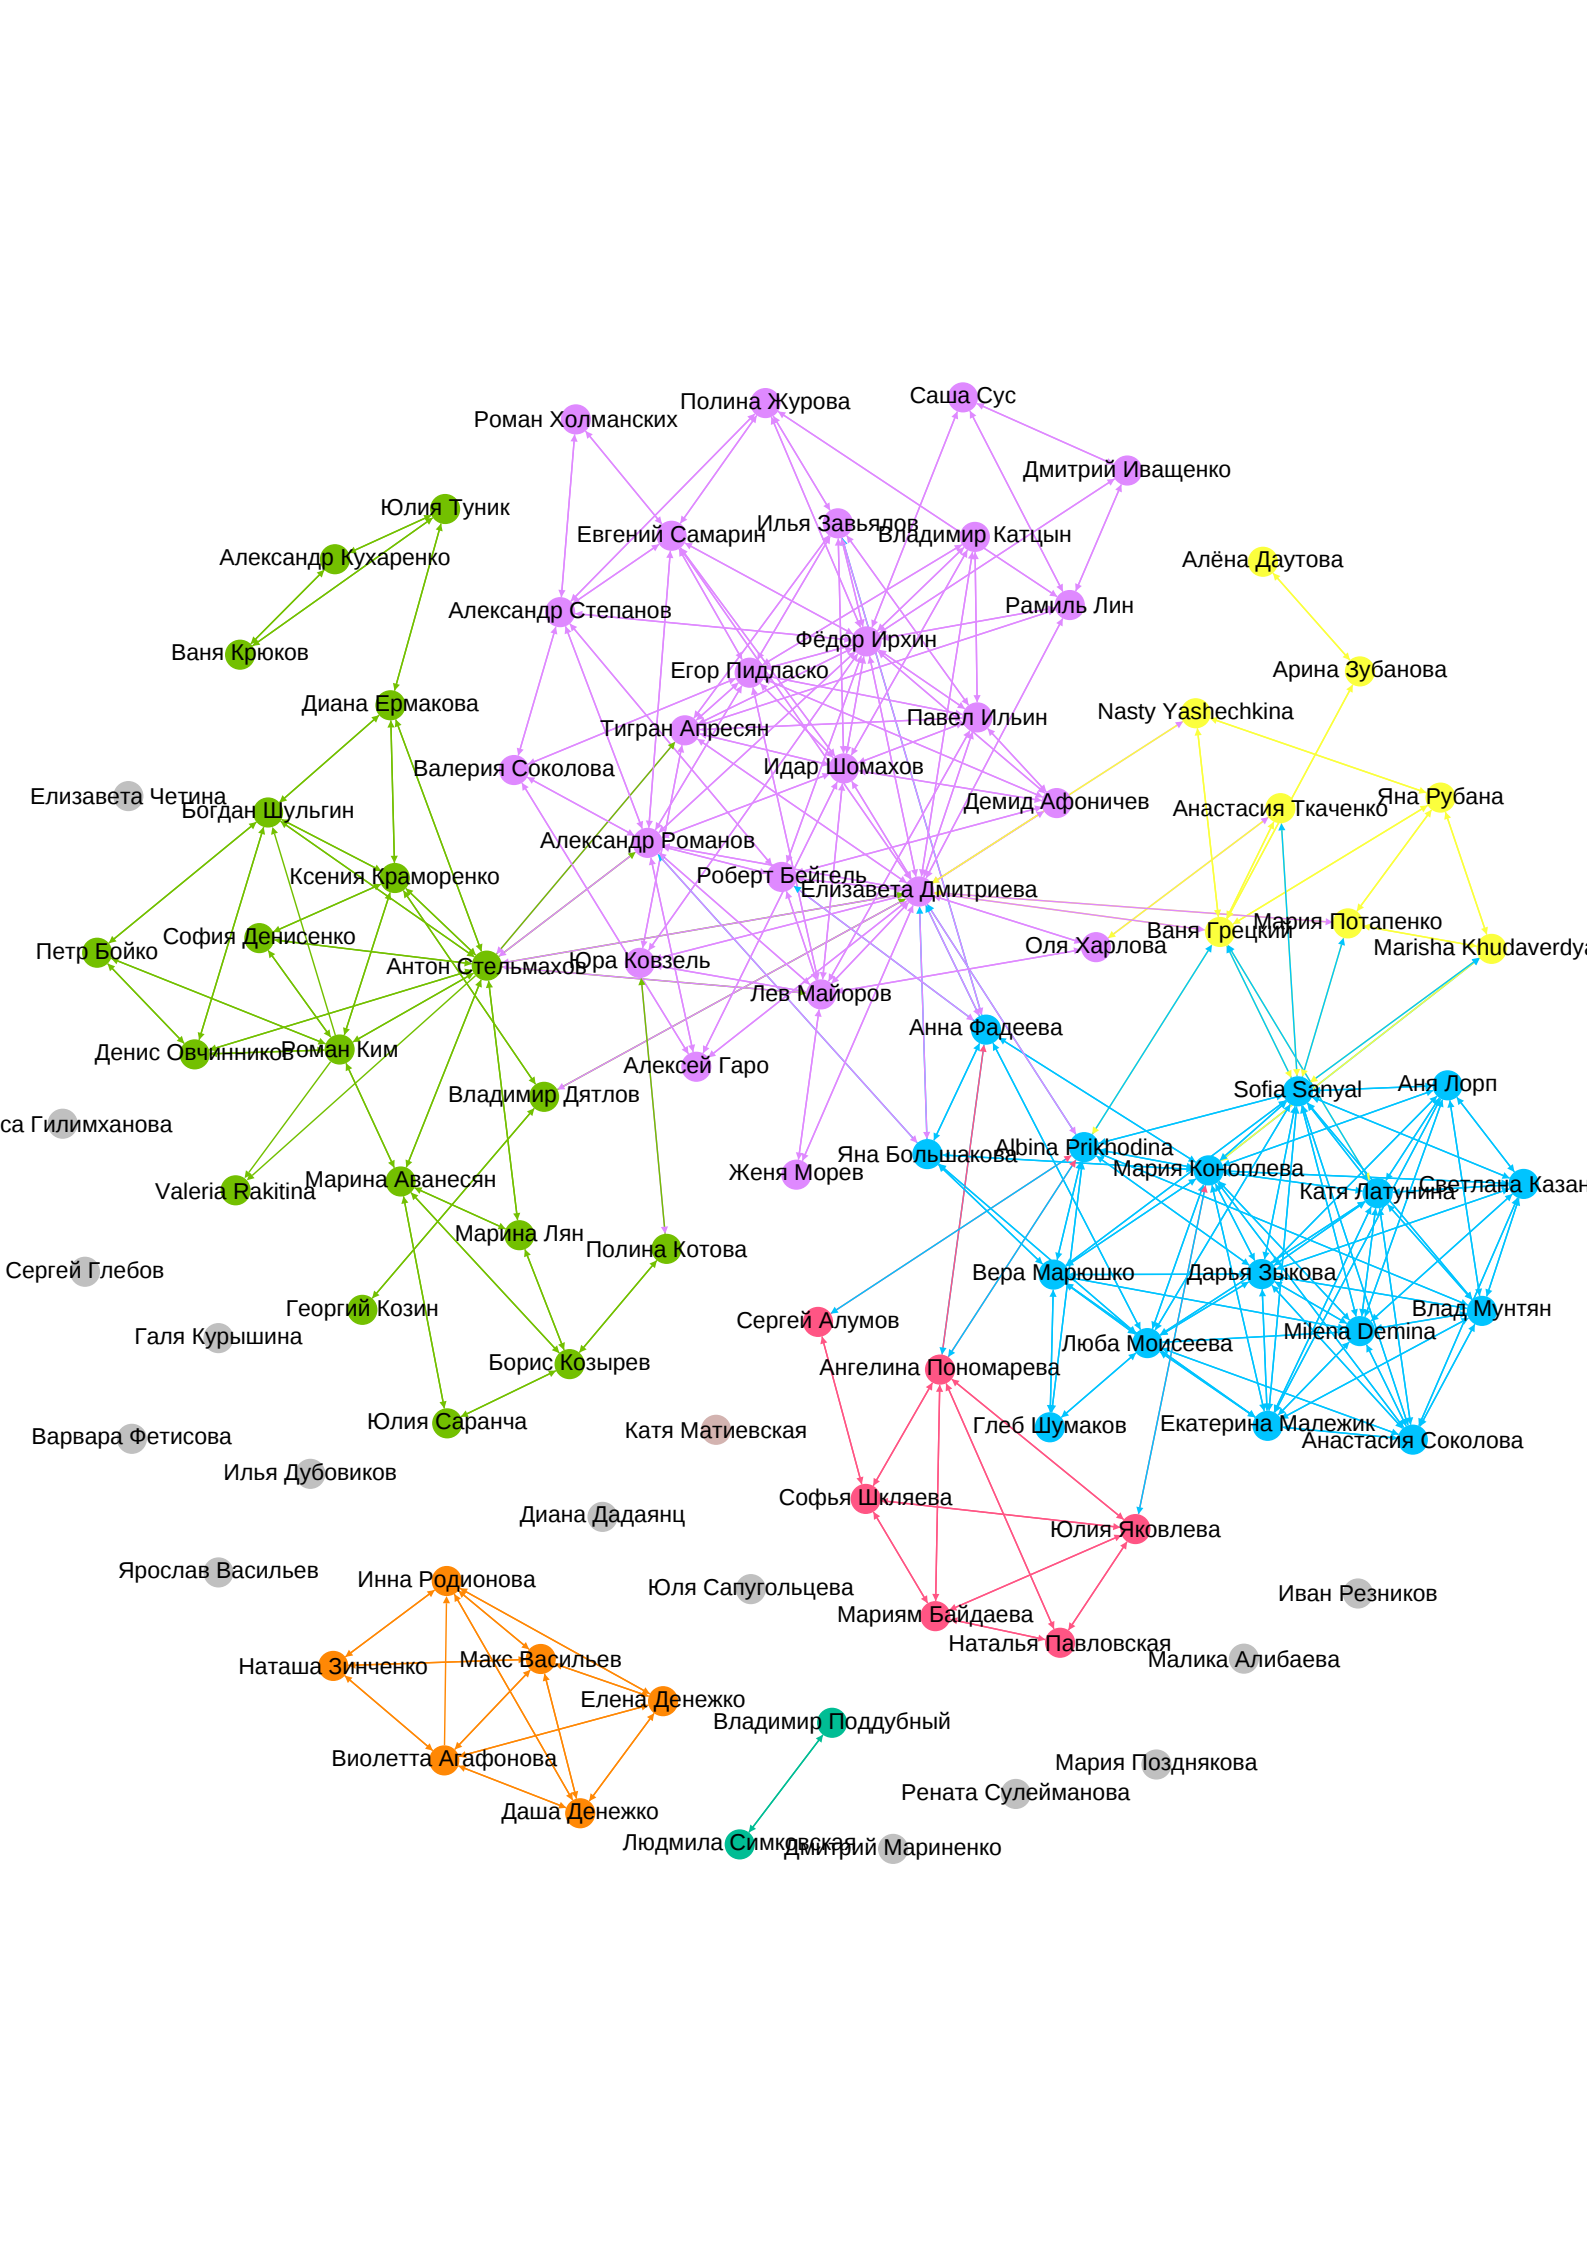 Саша Сус
Полина Журова
Роман Холманских
Дмитрий Иващенко
Юлия Туник
Илья Завьялов
Евгений Самарин
Владимир Катцын
Александр Кухаренко
Алёна Даутова
Рамиль Лин
Александр Степанов
Фёдор Ирхин
Ваня Крюков
Егор Пидласко
Арина Зубанова
Диана Ермакова
Nasty Yashechkina
Павел Ильин
Тигран Апресян
Идар Шомахов
Валерия Соколова
Елизавета Четина
Яна Рубана
Демид Афоничев
Анастасия Ткаченко
Богдан Шульгин
Александр Романов
Роберт Бейгель
Ксения Краморенко
Елизавета Дмитриева
Мария Потапенко
Ваня Грецкий
София Денисенко
Оля Харлова
Marisha Khudaverdya
Петр Бойко
Юра Ковзель
Антон Стельмахов
Лев Майоров
Анна Фадеева
Роман Ким
Денис Овчинников
Алексей Гаро
Аня Лорп
Sofia Sanyal
Владимир Дятлов
са Гилимханова
Albina Prikhodina
Яна Большакова
Мария Коноплева
Женя Морев
Марина Аванесян
Светлана Казан
Катя Латунина
Valeria Rakitina
Марина Лян
Полина Котова
Сергей Глебов
Вера Марюшко
Дарья Зыкова
Георгий Козин
Влад Мунтян
Сергей Алумов
Milena Demina
Галя Курышина
Люба Моисеева
Борис Козырев
Ангелина Пономарева
Юлия Саранча
Екатерина Малежик
Глеб Шумаков
Катя Матиевская
Варвара Фетисова
Анастасия Соколова
Илья Дубовиков
Софья Шкляева
Диана Дадаянц
Юлия Яковлева
Ярослав Васильев
Инна Родионова
Юля Сапугольцева
Иван Резников
Мариям Байдаева
Наталья Павловская
Макс Васильев
Малика Алибаева
Наташа Зинченко
Елена Денежко
Владимир Поддубный
Виолетта Агафонова
Мария Позднякова
Рената Сулейманова
Даша Денежко
Людмила Симковская
Дмитрий Мариненко